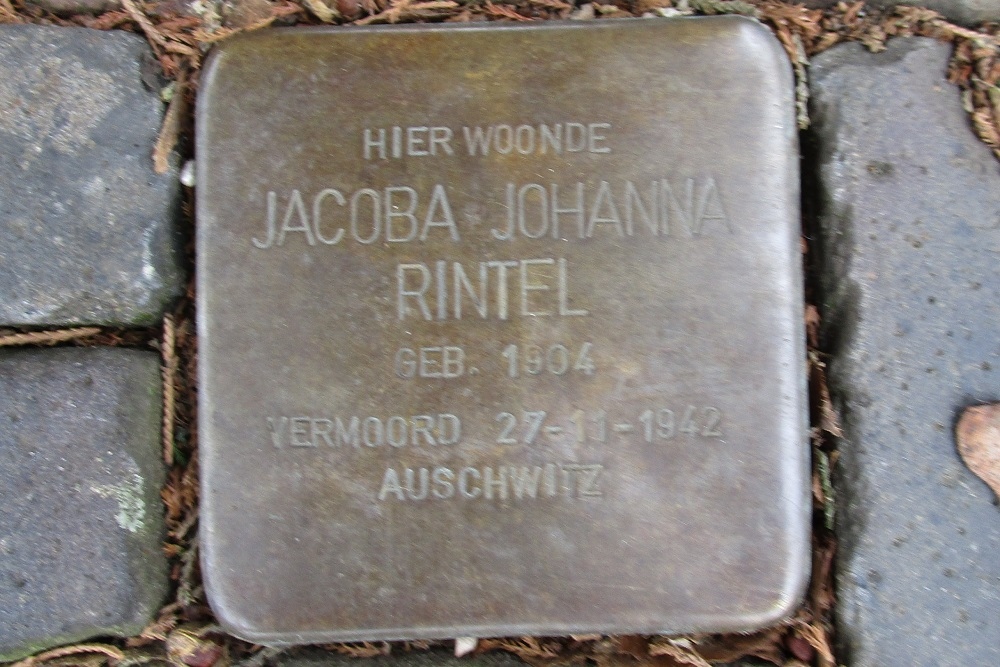 HIER WOONDE
JACOBA JOHANNA
RINTEL
GEB. 1904
VERMOORD 27-11-1942
AUSCHWITZ